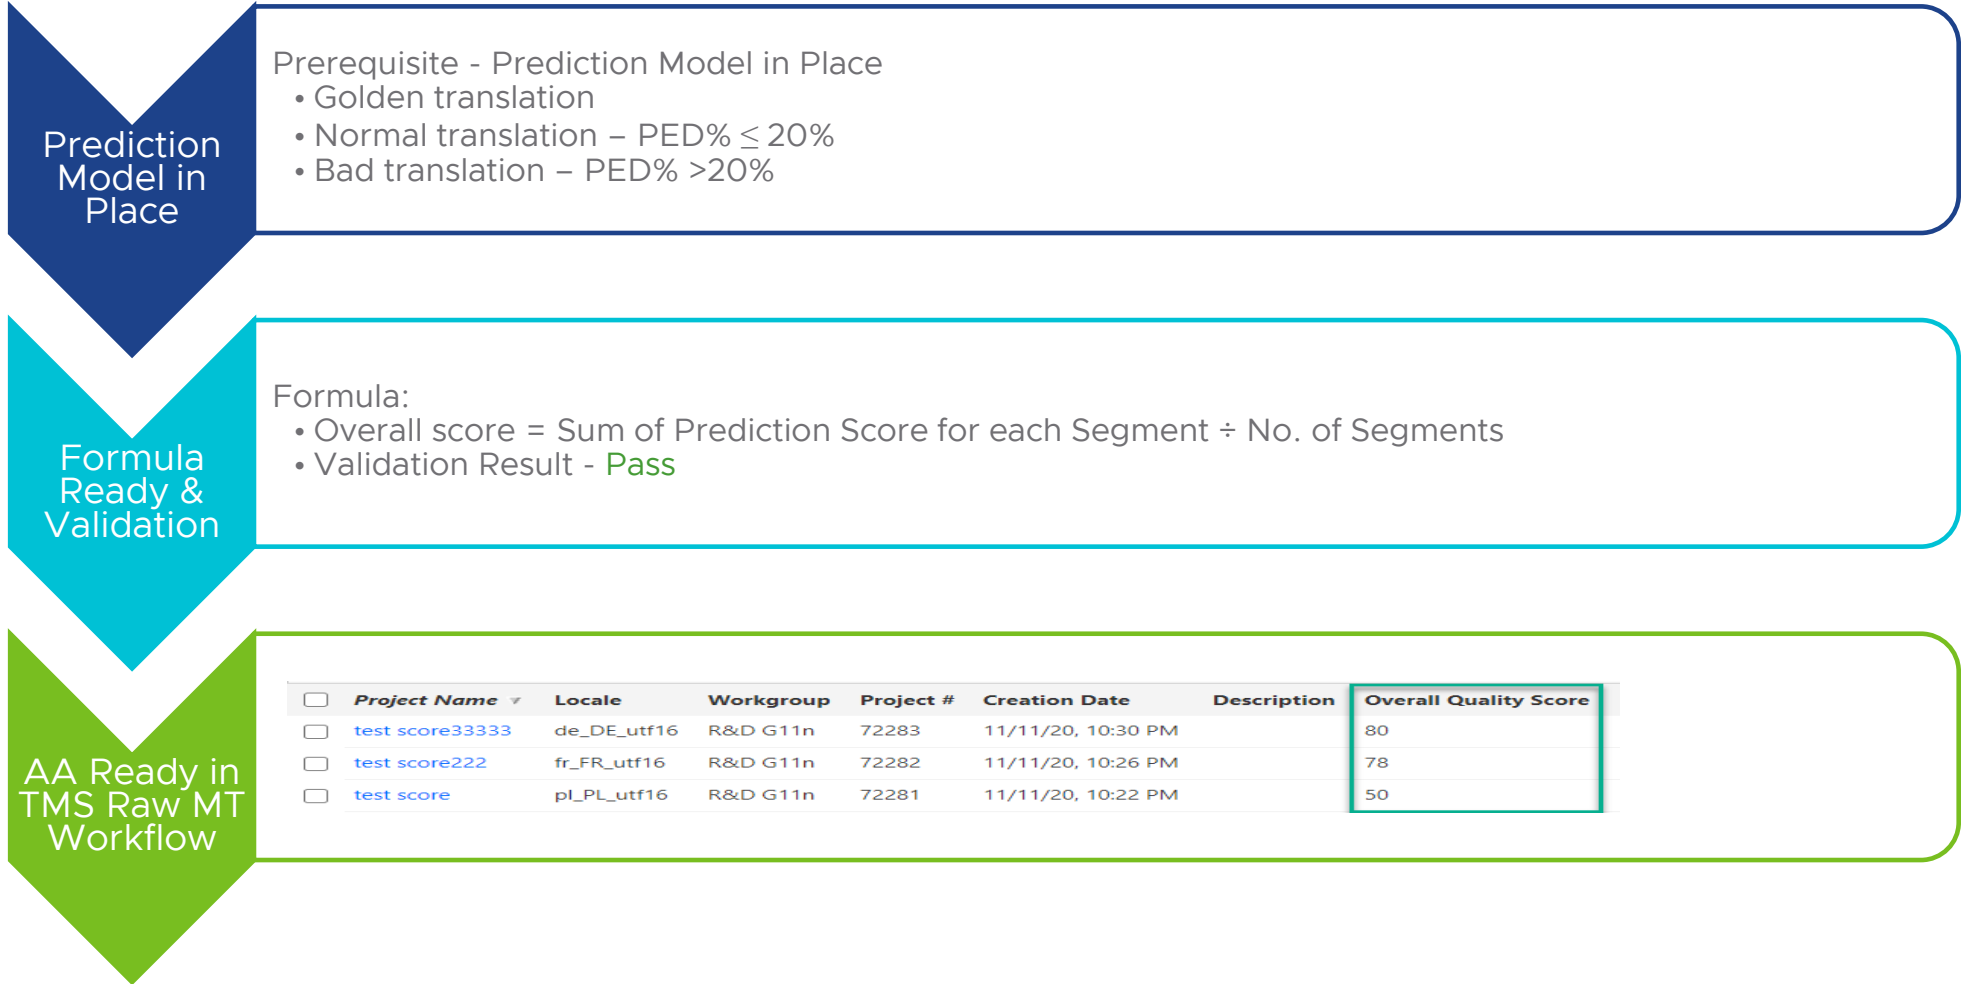 Prediction
Model in
Place
Prerequisite - Prediction Model in Place
• Golden translation
• Normal translation – PED% ≤ 20%
• Bad translation – PED% >20%
Formula
Ready &
Validation
Formula:
• Overall score = Sum of Prediction Score for each Segment ÷ No. of Segments
• Validation Result - Pass
AA Ready in
TMS Raw MT
Workflow
Project Name Locale Workgroup Project # Creation Date Description Overall Quality Score
test score33333 de_DE_utf16 R&D G11n 72283 11/11/20, 10:30 PM 80
test score222 fr_FR_utf16 R&D G11n 72282 11/11/20, 10:26 PM 78
test score pl_PL_utf16 R&D G11n 72281 11/11/20, 10:22 PM 50